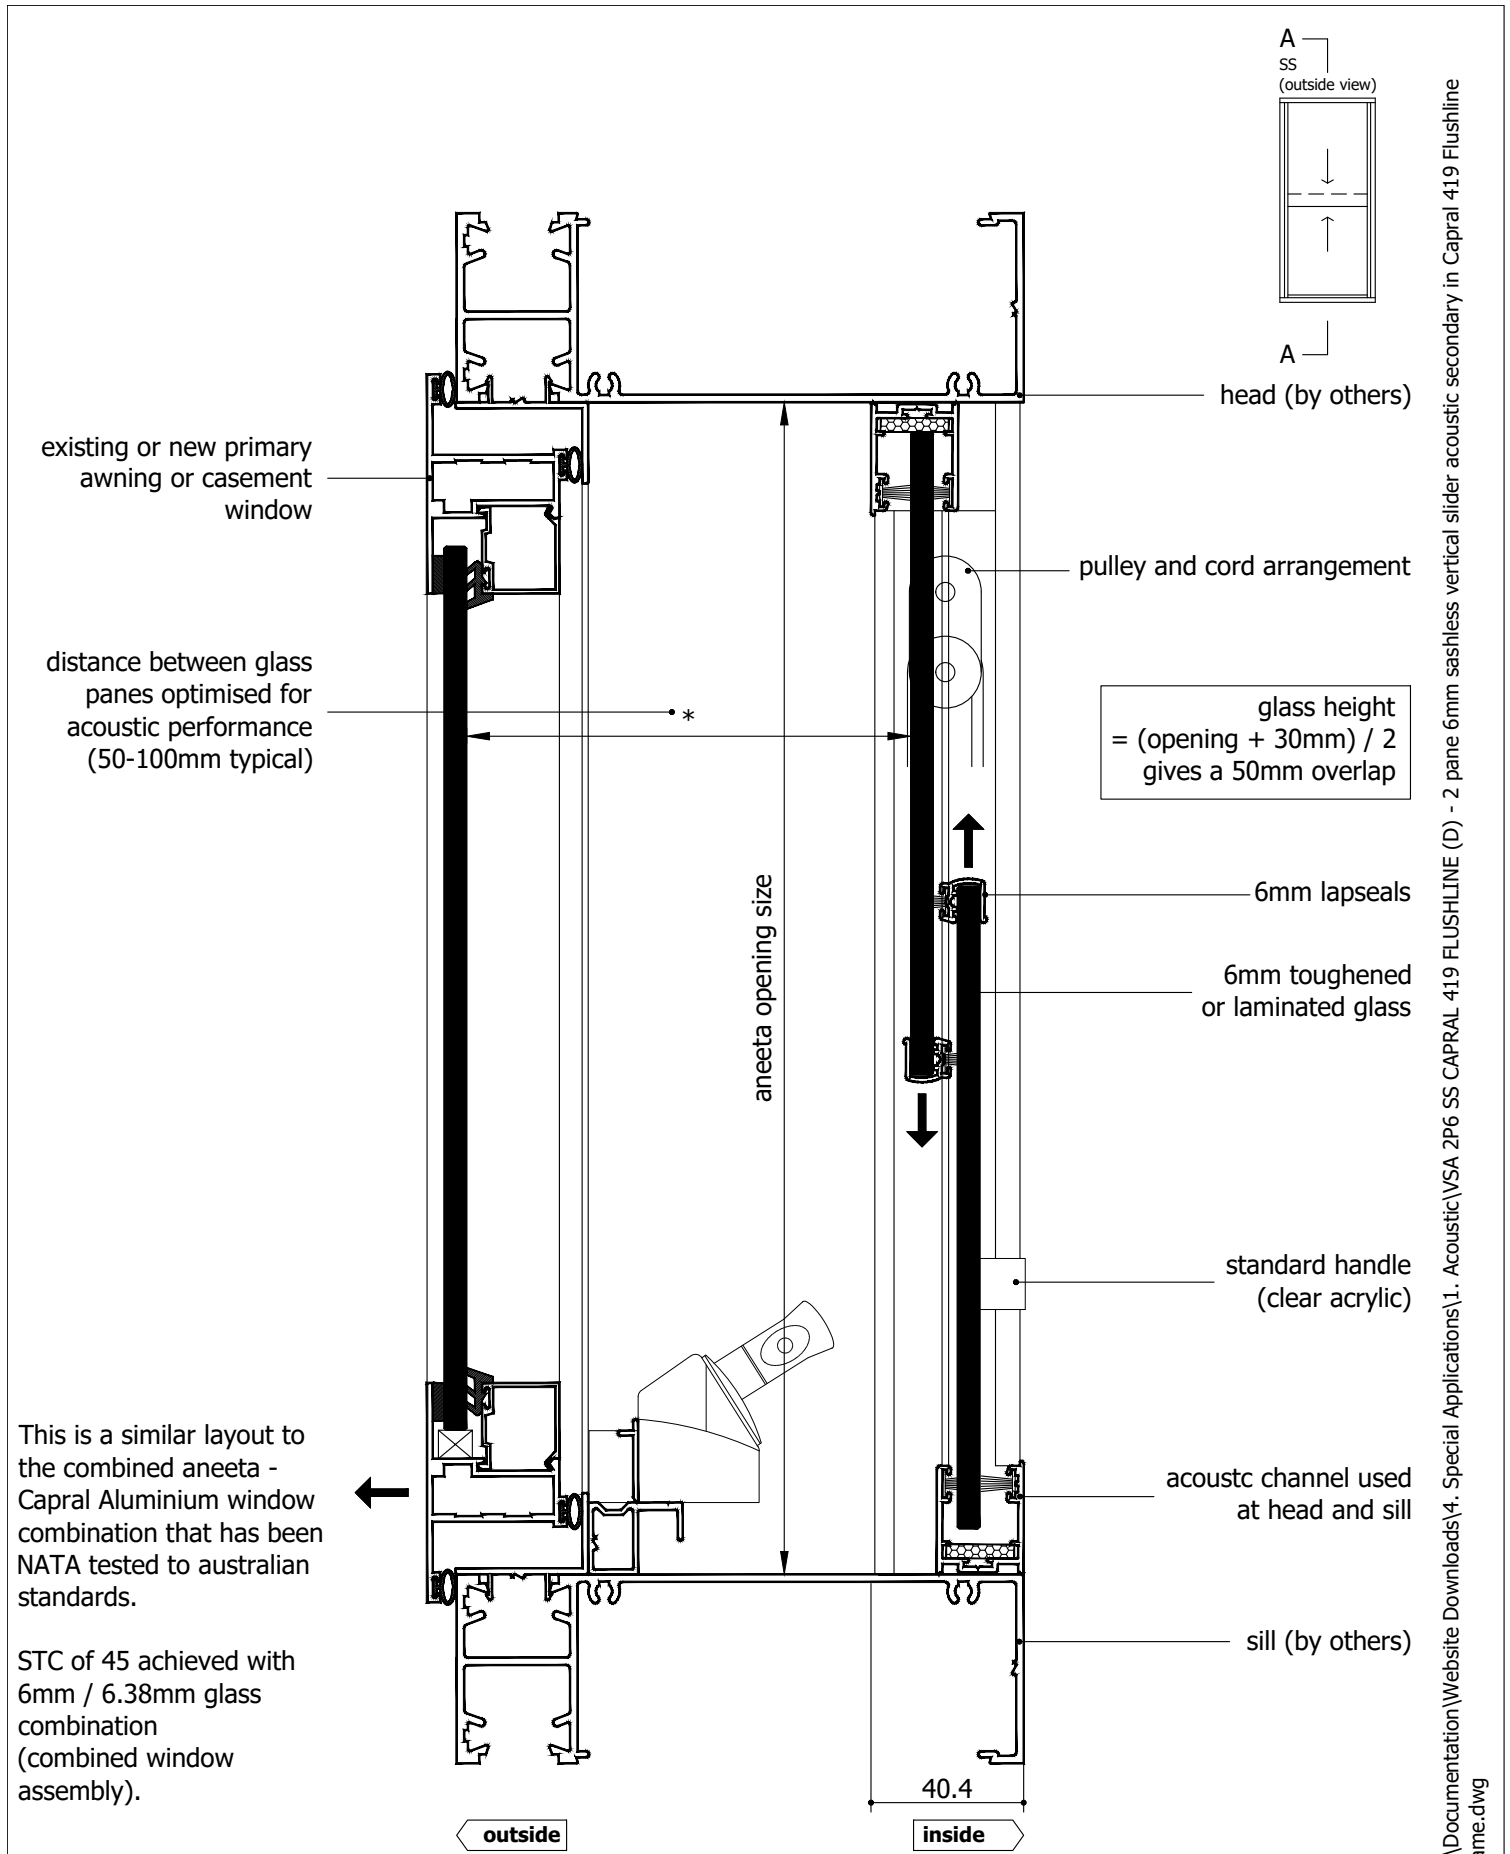 A
SS
(outside view)
A
head (by others)
existing or new primary
awning or casement
window
pulley and cord arrangement
distance between glass
panes optimised for
acoustic performance
(50-100mm typical)
*
glass height
= (opening + 30mm) / 2
gives a 50mm overlap
aneeta opening size
6mm lapseals
6mm toughened
or laminated glass
standard handle
(clear acrylic)
This is a similar layout to
the combined aneeta -
Capral Aluminium window
combination that has been
NATA tested to australian
standards.
STC of 45 achieved with
6mm / 6.38mm glass
combination
(combined window
assembly).
acoustc channel used
at head and sill
sill (by others)
40.4
outside
inside
\Documentation\Website Downloads\4. Special Applications\1. Acoustic\VSA 2P6 SS CAPRAL 419 FLUSHLINE (D) - 2 pane 6mm sashless vertical slider acoustic secondary in Capral 419 Flushline
ame.dwg